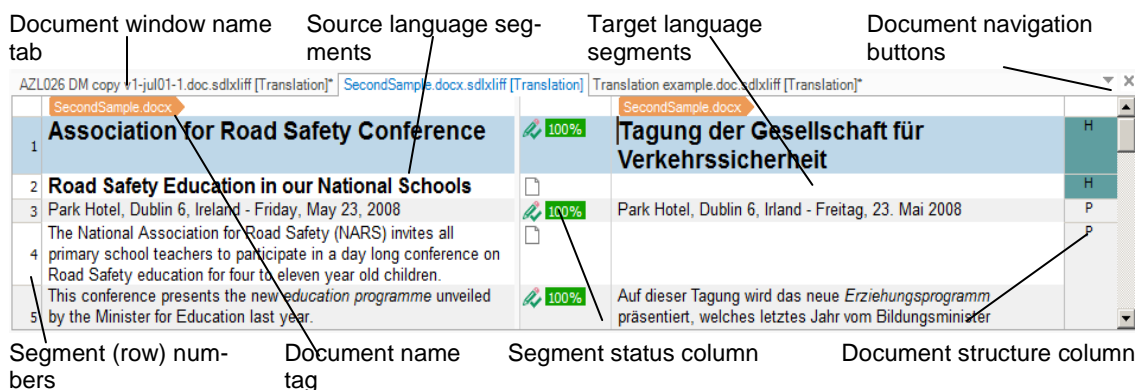 Document window name tab
Source language seg-
ments
Target language
segments
Document navigation
buttons
AZL026 DM copy v1-jul01-1.doc.sdlxliff [Translation]* SecondSample.docx.sdlxliff [Translation] Translation example.doc.sdlxliff [Translation]*
SecondSample.docx SecondSample.docx
1 Association for Road Safety Conference 100% Tagung der Gesellschaft für H
Verkehrssicherheit
2 Road Safety Education in our National Schools H
3 Park Hotel, Dublin 6, Ireland - Friday, May 23, 2008 100% Park Hotel, Dublin 6, Irland - Freitag, 23. Mai 2008 P
The National Association for Road Safety (NARS) invites all P
4 primary school teachers to participate in a day long conference on
Road Safety education for four to eleven year old children.
This conference presents the new education programme unveiled 100% Auf dieser Tagung wird das neue Erziehungsprogramm
5 by the Minister for Education last year. präsentiert, welches letztes Jahr vom Bildungsminister
Segment (row) num-
bers
Document name
tag
Segment status column
Document structure column